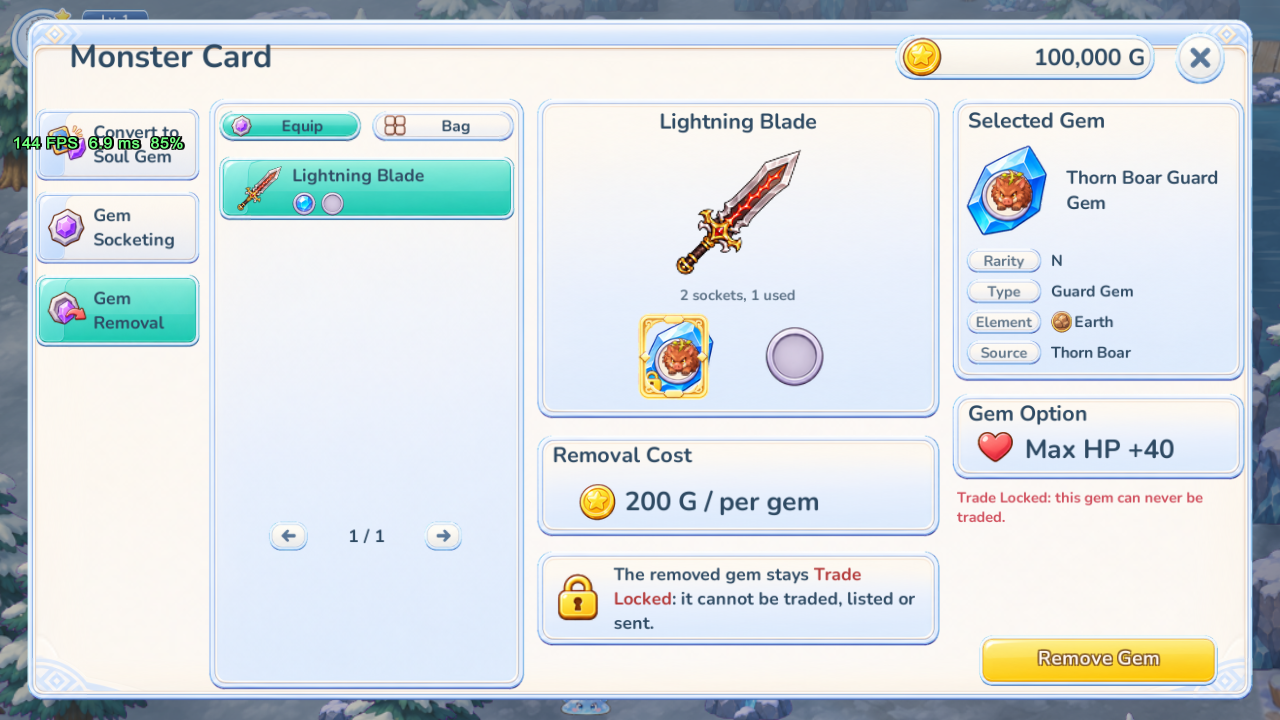 Lv.1
Monster Card
100,000 G
Convert to
Soul Gem
144 FPS 6.9 ms 85%
Gem
Socketing
Gem
Removal
Equip
Bag
Lightning Blade
1 / 1
Lightning Blade
2 sockets, 1 used
Removal Cost
200 G / per gem
The removed gem stays Trade
Locked: it cannot be traded, listed or
sent.
Selected Gem
Thorn Boar Guard
Gem
Rarity N
Type Guard Gem
Element Earth
Source Thorn Boar
Gem Option
Max HP +40
Trade Locked: this gem can never be
traded.
Remove Gem